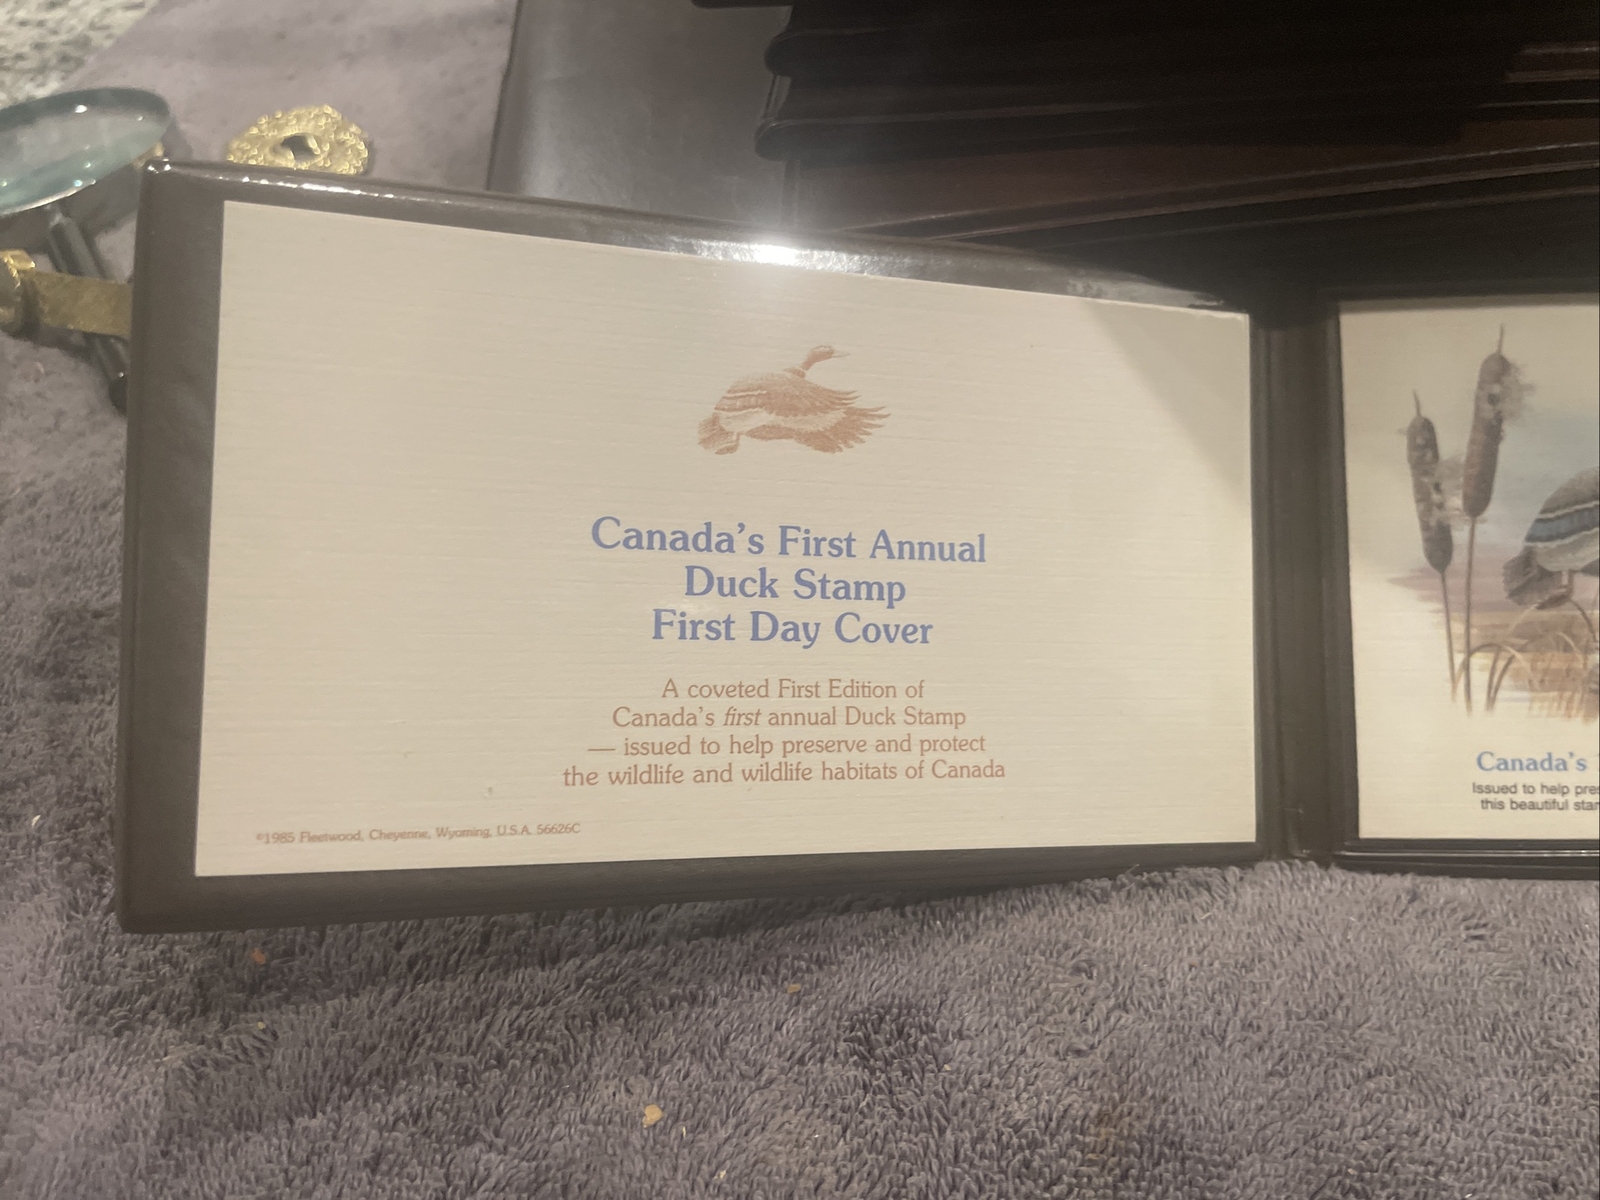 Canada's First Annual
Duck Stamp
First Day Cover
A coveted First Edition of
Canada's first annual Duck Stamp
— issued to help preserve and protect
the wildlife and wildlife habitats of Canada
©1985 Fleetwood, Cheyenne, Wyoming, U.S.A. 56626C
Canada's
Issued to help
this beautiful